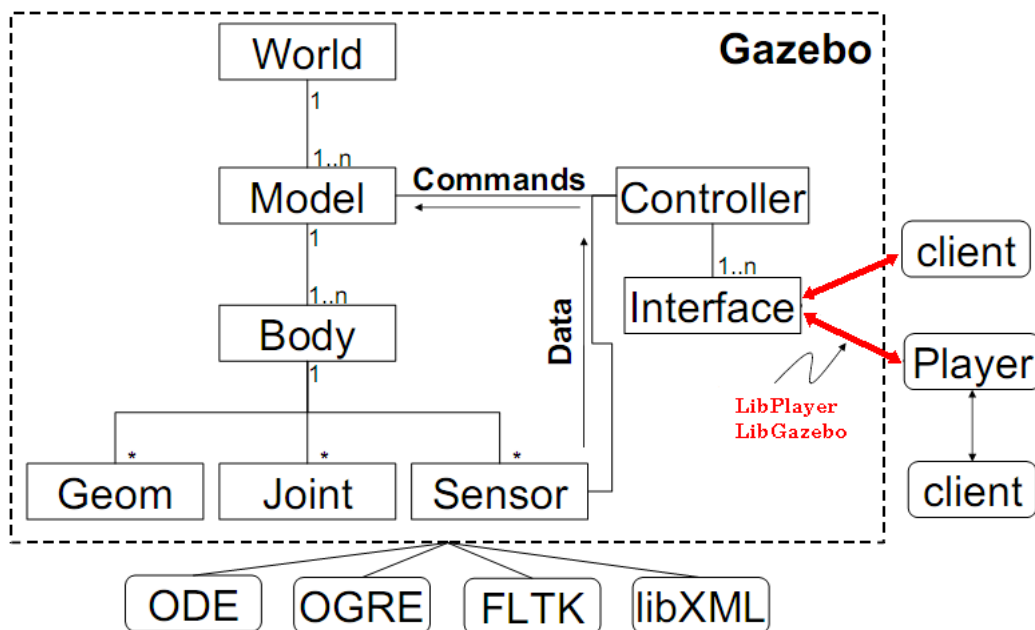 Gazebo
World
1
1..n
Model
Commands
Controller
1
1..n
1..n
Interface
client
Body
Data
1
Player
LibPlayer
LibGazebo
*
*
*
Geom
Joint
Sensor
client
ODE
OGRE
FLTK
libXML